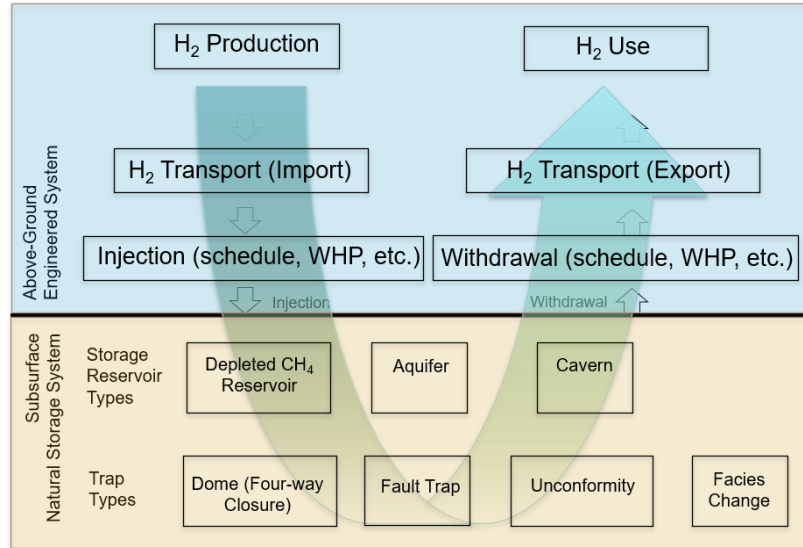 H₂ Production
H₂ Use
H₂ Transport (Import)
H₂ Transport (Export)
Injection (schedule, WHP, etc.)
Withdrawal (schedule, WHP, etc.)
Injection
Withdrawal
Above-Ground
Engineered System
Subsurface
Natural Storage System
Storage
Reservoir
Types
Depleted CH₄
Reservoir
Aquifer
Cavern
Trap
Types
Dome (Four-way
Closure)
Fault Trap
Unconformity
Facies
Change